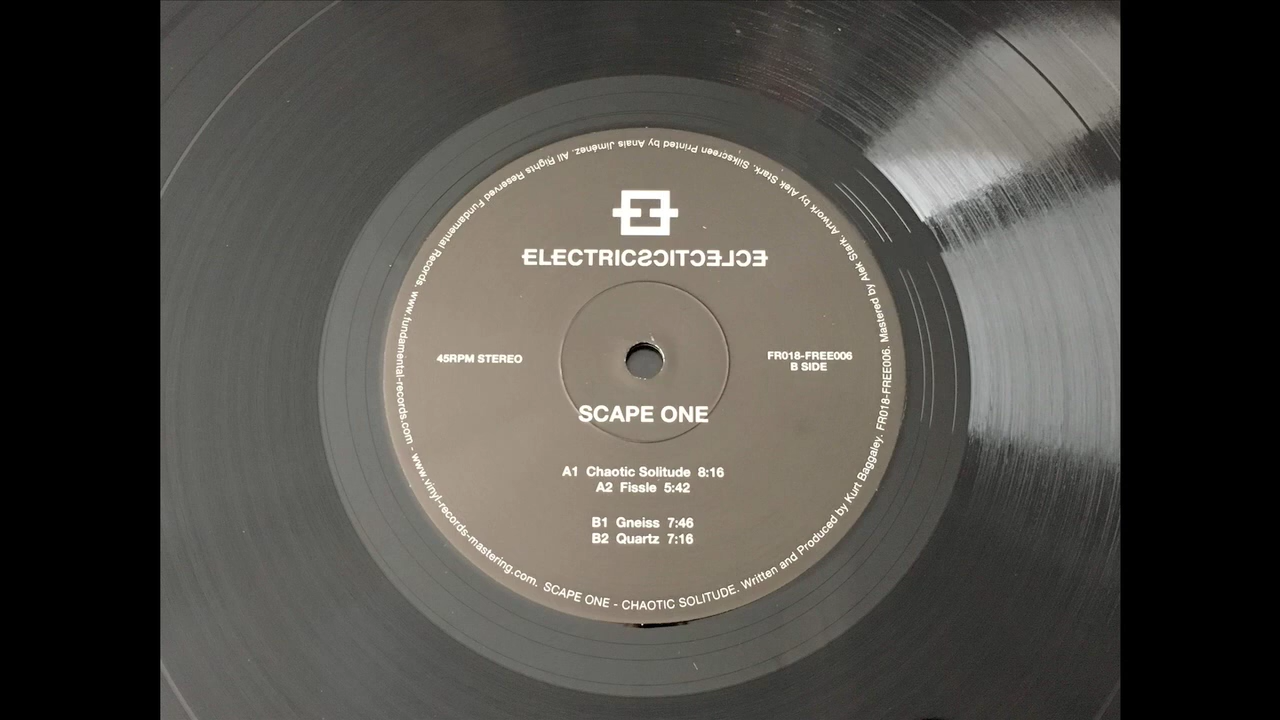 ELECTRICSCITCELCE
45RPM STEREO
FR018-FREE006
B SIDE
SCAPE ONE
A1 Chaotic Solitude 8:16
A2 Fissle 5:42
B1 Gneiss 7:46
B2 Quartz 7:16
SCAPE ONE - CHAOTIC SOLITUDE. Written and Produced by Kurt Baggaley. FR018-FREE006. Mastered by Alek Stark. Artwork by Alek Stark. Silkscreen Printed by Anaïs Jiménez. All Rights Reserved Fundamental Records. www.fundamental-records.com - www.vinyl-records-mastering.com.